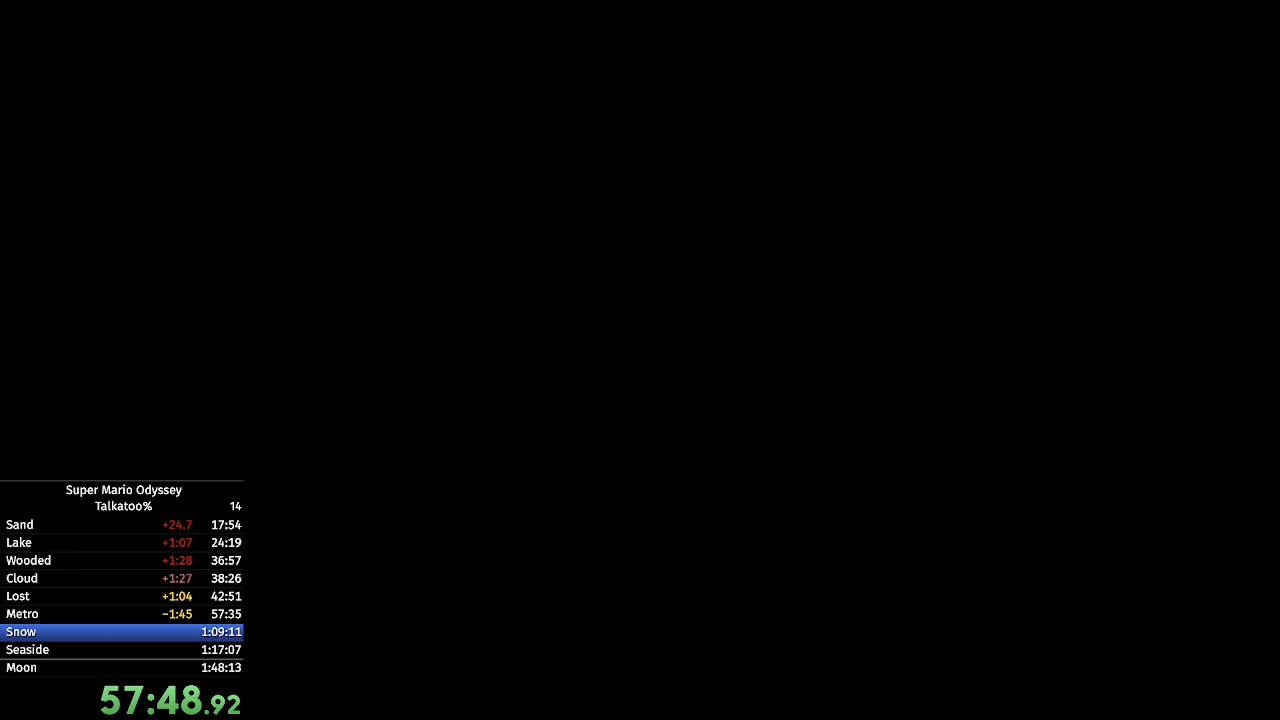 Super Mario Odyssey
Talkatoo% 14
Sand +24.7 17:54
Lake +1:07 24:19
Wooded +1:28 36:57
Cloud +1:27 38:26
Lost +1:04 42:51
Metro −1:45 57:35
Snow 1:09:11
Seaside 1:17:07
Moon 1:48:13
57:48.92